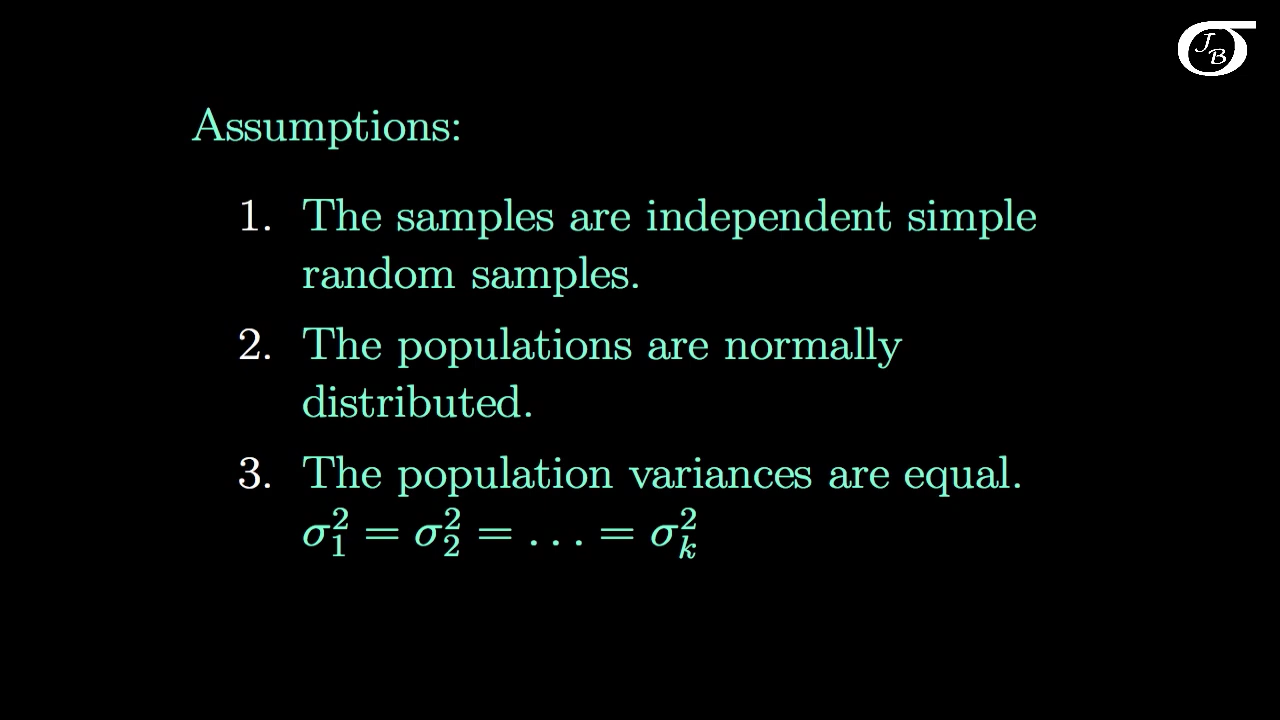 J
B
Assumptions:
1. The samples are independent simple
random samples.
2. The populations are normally
distributed.
3. The population variances are equal.
σ₁² = σ₂² = . . . = σₖ²